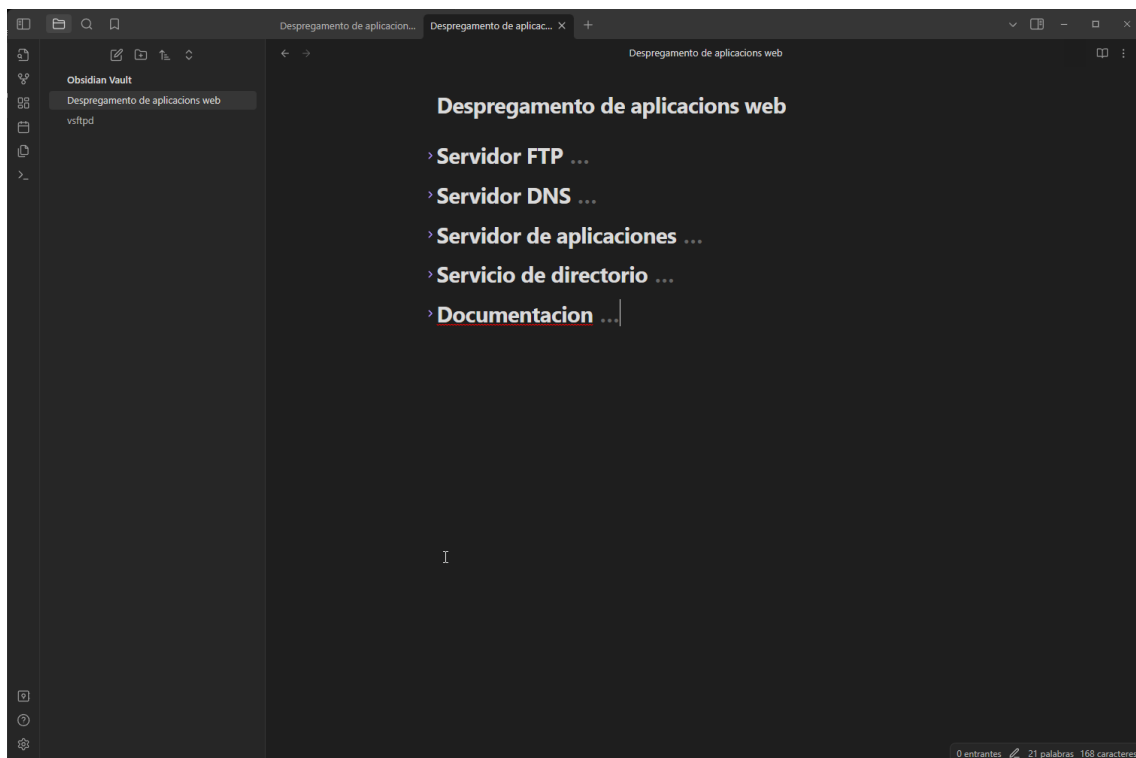 Despregamento de aplicacion...
Despregamento de aplicac...
Despregamento de aplicacions web
Obsidian Vault
Despregamento de aplicacions web
vsftpd
Despregamento de aplicacions web
Servidor FTP ...
Servidor DNS ...
Servidor de aplicaciones ...
Servicio de directorio ...
Documentacion ...
0 entrantes 21 palabras 168 caracteres